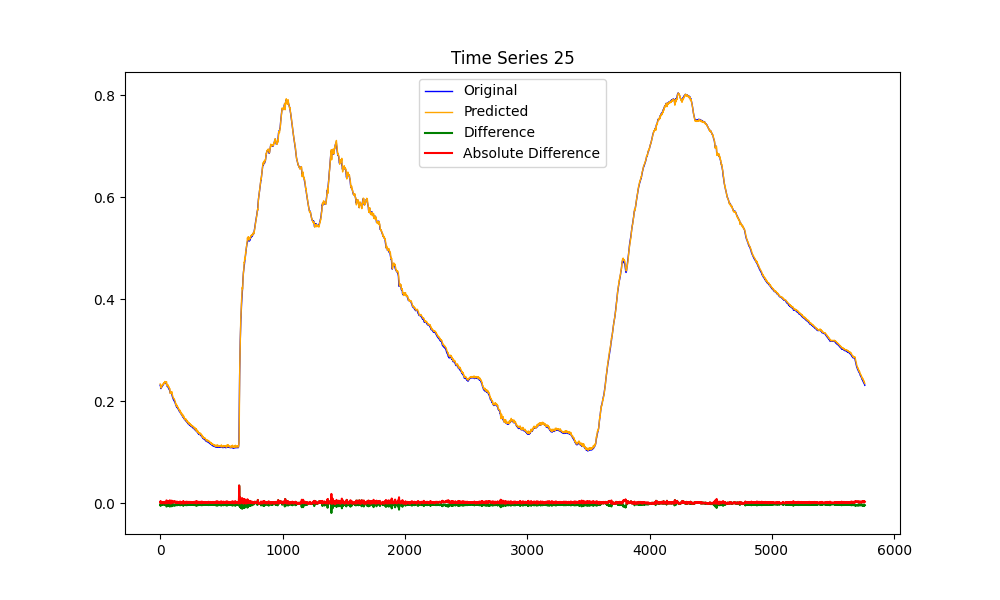 Time Series 25
Original
Predicted
Difference
Absolute Difference
0.8
0.6
0.4
0.2
0.0
0 1000 2000 3000 4000 5000 6000